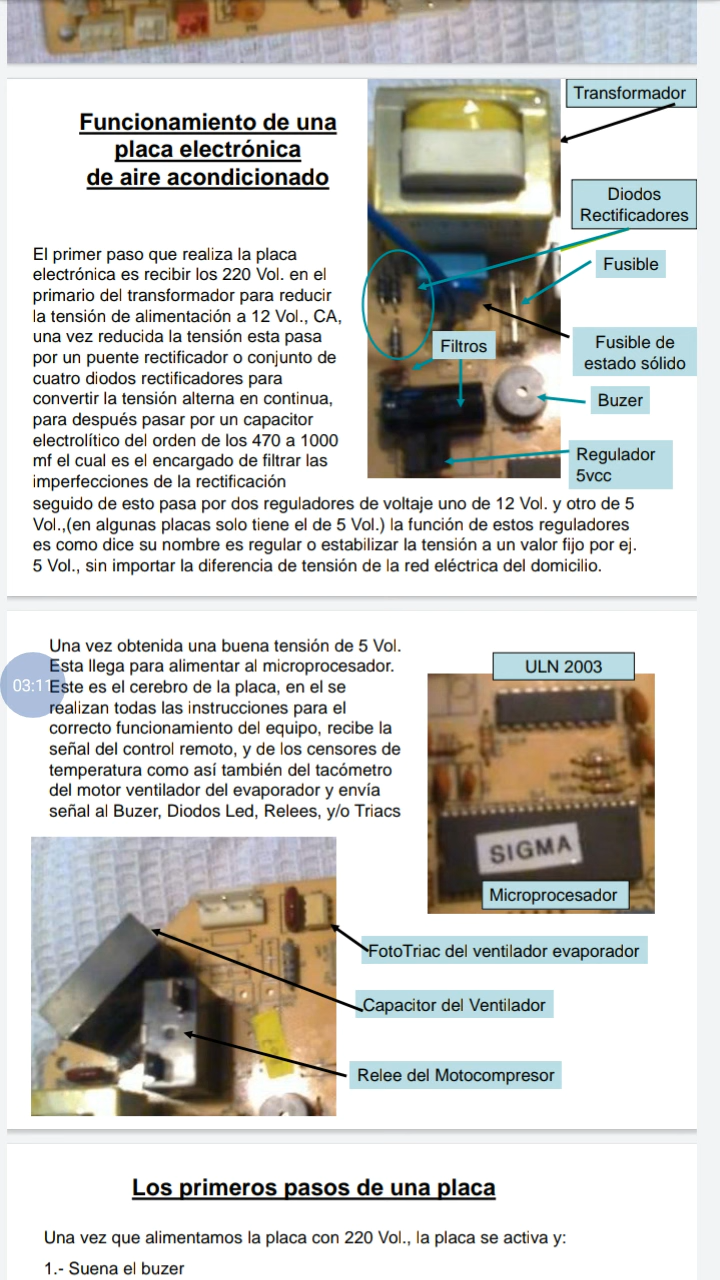 Funcionamiento de una
placa electrónica
de aire acondicionado
Transformador
Diodos
Rectificadores
Fusible
Fusible de
estado sólido
Filtros
Buzer
Regulador
5vcc
El primer paso que realiza la placa
electrónica es recibir los 220 Vol. en el
primario del transformador para reducir
la tensión de alimentación a 12 Vol., CA,
una vez reducida la tensión esta pasa
por un puente rectificador o conjunto de
cuatro diodos rectificadores para
convertir la tensión alterna en continua,
para después pasar por un capacitor
electrolítico del orden de los 470 a 1000
mf el cual es el encargado de filtrar las
imperfecciones de la rectificación
seguido de esto pasa por dos reguladores de voltaje uno de 12 Vol. y otro de 5
Vol.,(en algunas placas solo tiene el de 5 Vol.) la función de estos reguladores
es como dice su nombre es regular o estabilizar la tensión a un valor fijo por ej.
5 Vol., sin importar la diferencia de tensión de la red eléctrica del domicilio.
Una vez obtenida una buena tensión de 5 Vol.
Esta llega para alimentar al microprocesador.
03:11
Este es el cerebro de la placa, en el se
realizan todas las instrucciones para el
correcto funcionamiento del equipo, recibe la
señal del control remoto, y de los censores de
temperatura como así también del tacómetro
del motor ventilador del evaporador y envía
señal al Buzer, Diodos Led, Relees, y/o Triacs
ULN 2003
SIGMA
Microprocesador
FotoTriac del ventilador evaporador
Capacitor del Ventilador
Relee del Motocompresor
Los primeros pasos de una placa
Una vez que alimentamos la placa con 220 Vol., la placa se activa y:
1.- Suena el buzer